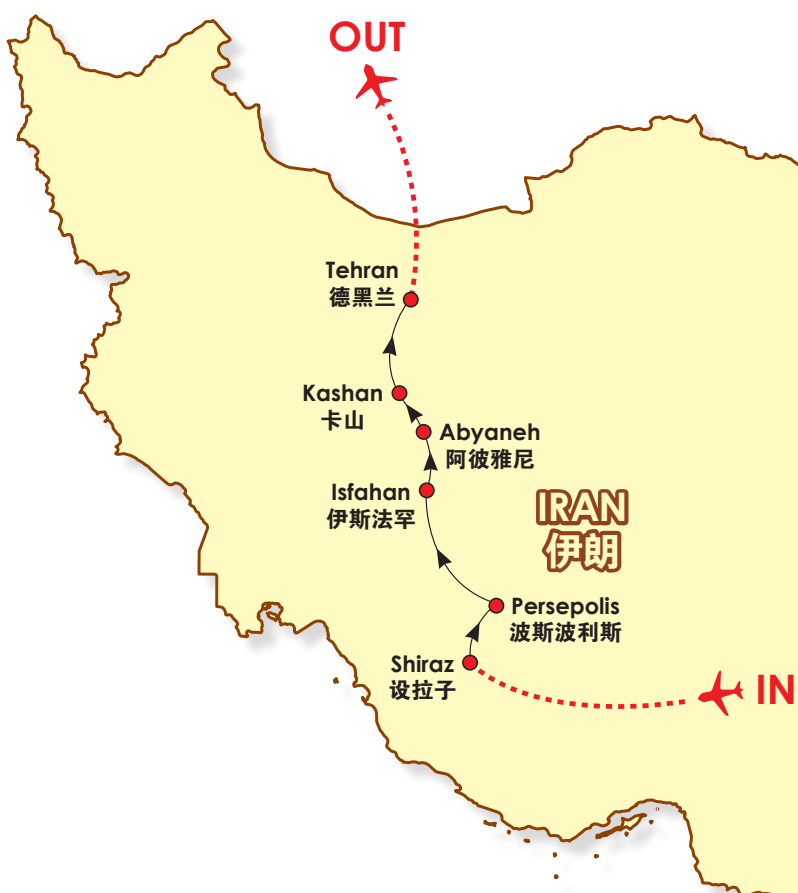 OUT
Tehran
德黑兰
Kashan
卡山
Abyaneh
阿彼雅尼
Isfahan
伊斯法罕
IRAN
伊朗
Persepolis
波斯波利斯
Shiraz
设拉子
IN